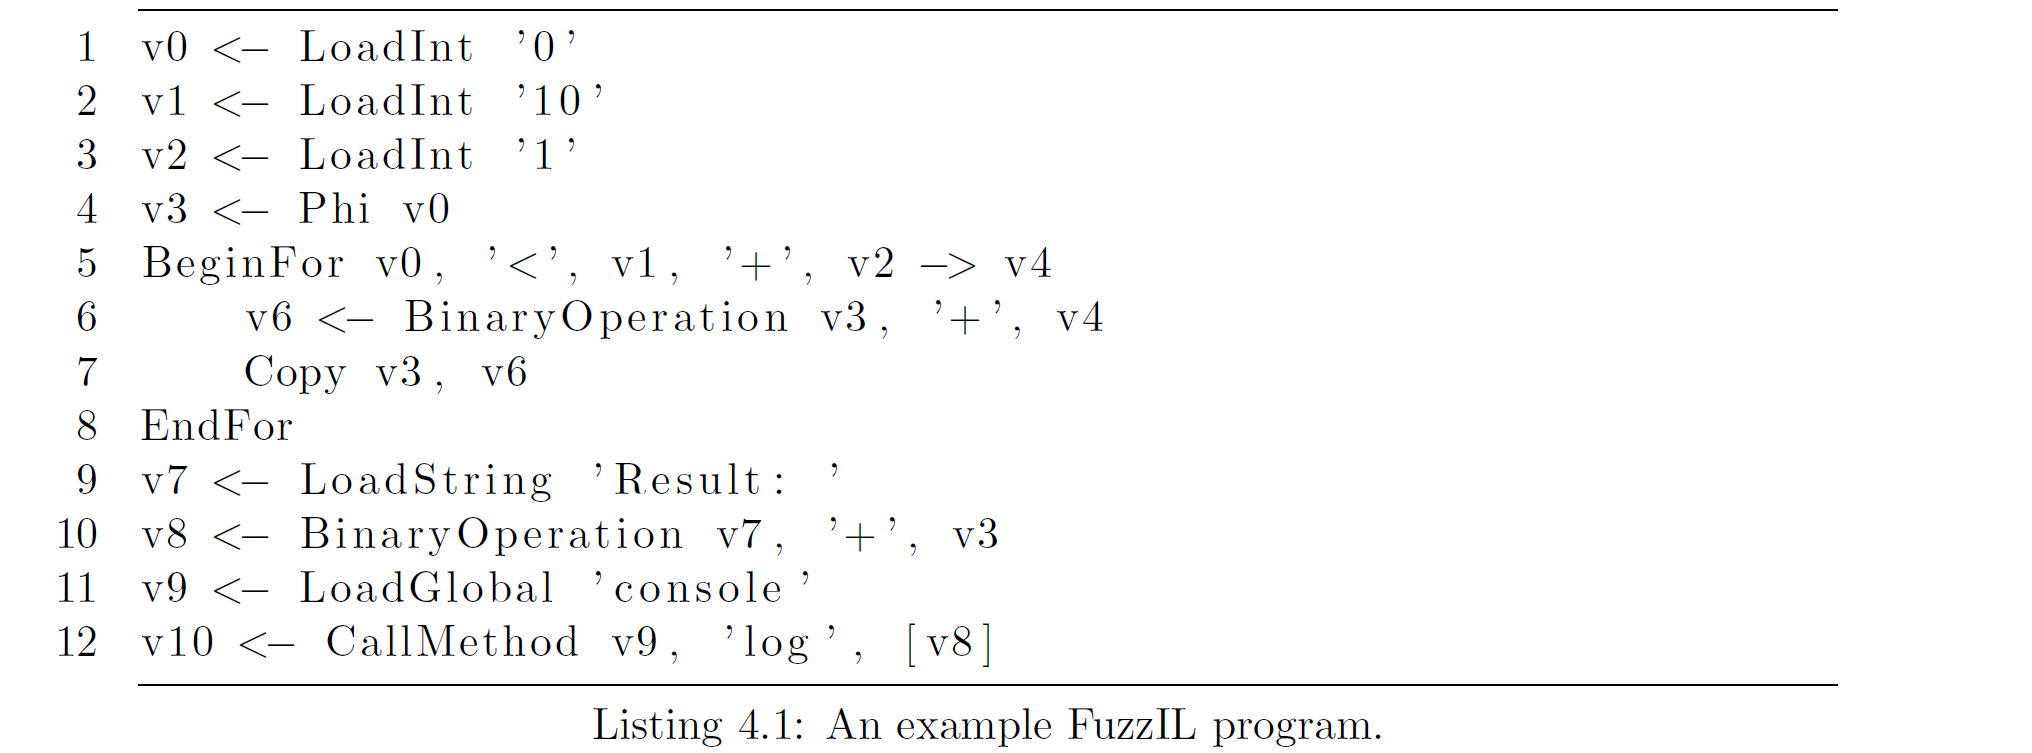 1 v0 <− LoadInt '0'
2 v1 <− LoadInt '10'
3 v2 <− LoadInt '1'
4 v3 <− Phi v0
5 BeginFor v0, '<', v1, '+', v2 −> v4
6 v6 <− BinaryOperation v3, '+', v4
7 Copy v3, v6
8 EndFor
9 v7 <− LoadString 'Result: '
10 v8 <− BinaryOperation v7, '+', v3
11 v9 <− LoadGlobal 'console'
12 v10 <− CallMethod v9, 'log', [v8]
Listing 4.1: An example FuzzIL program.